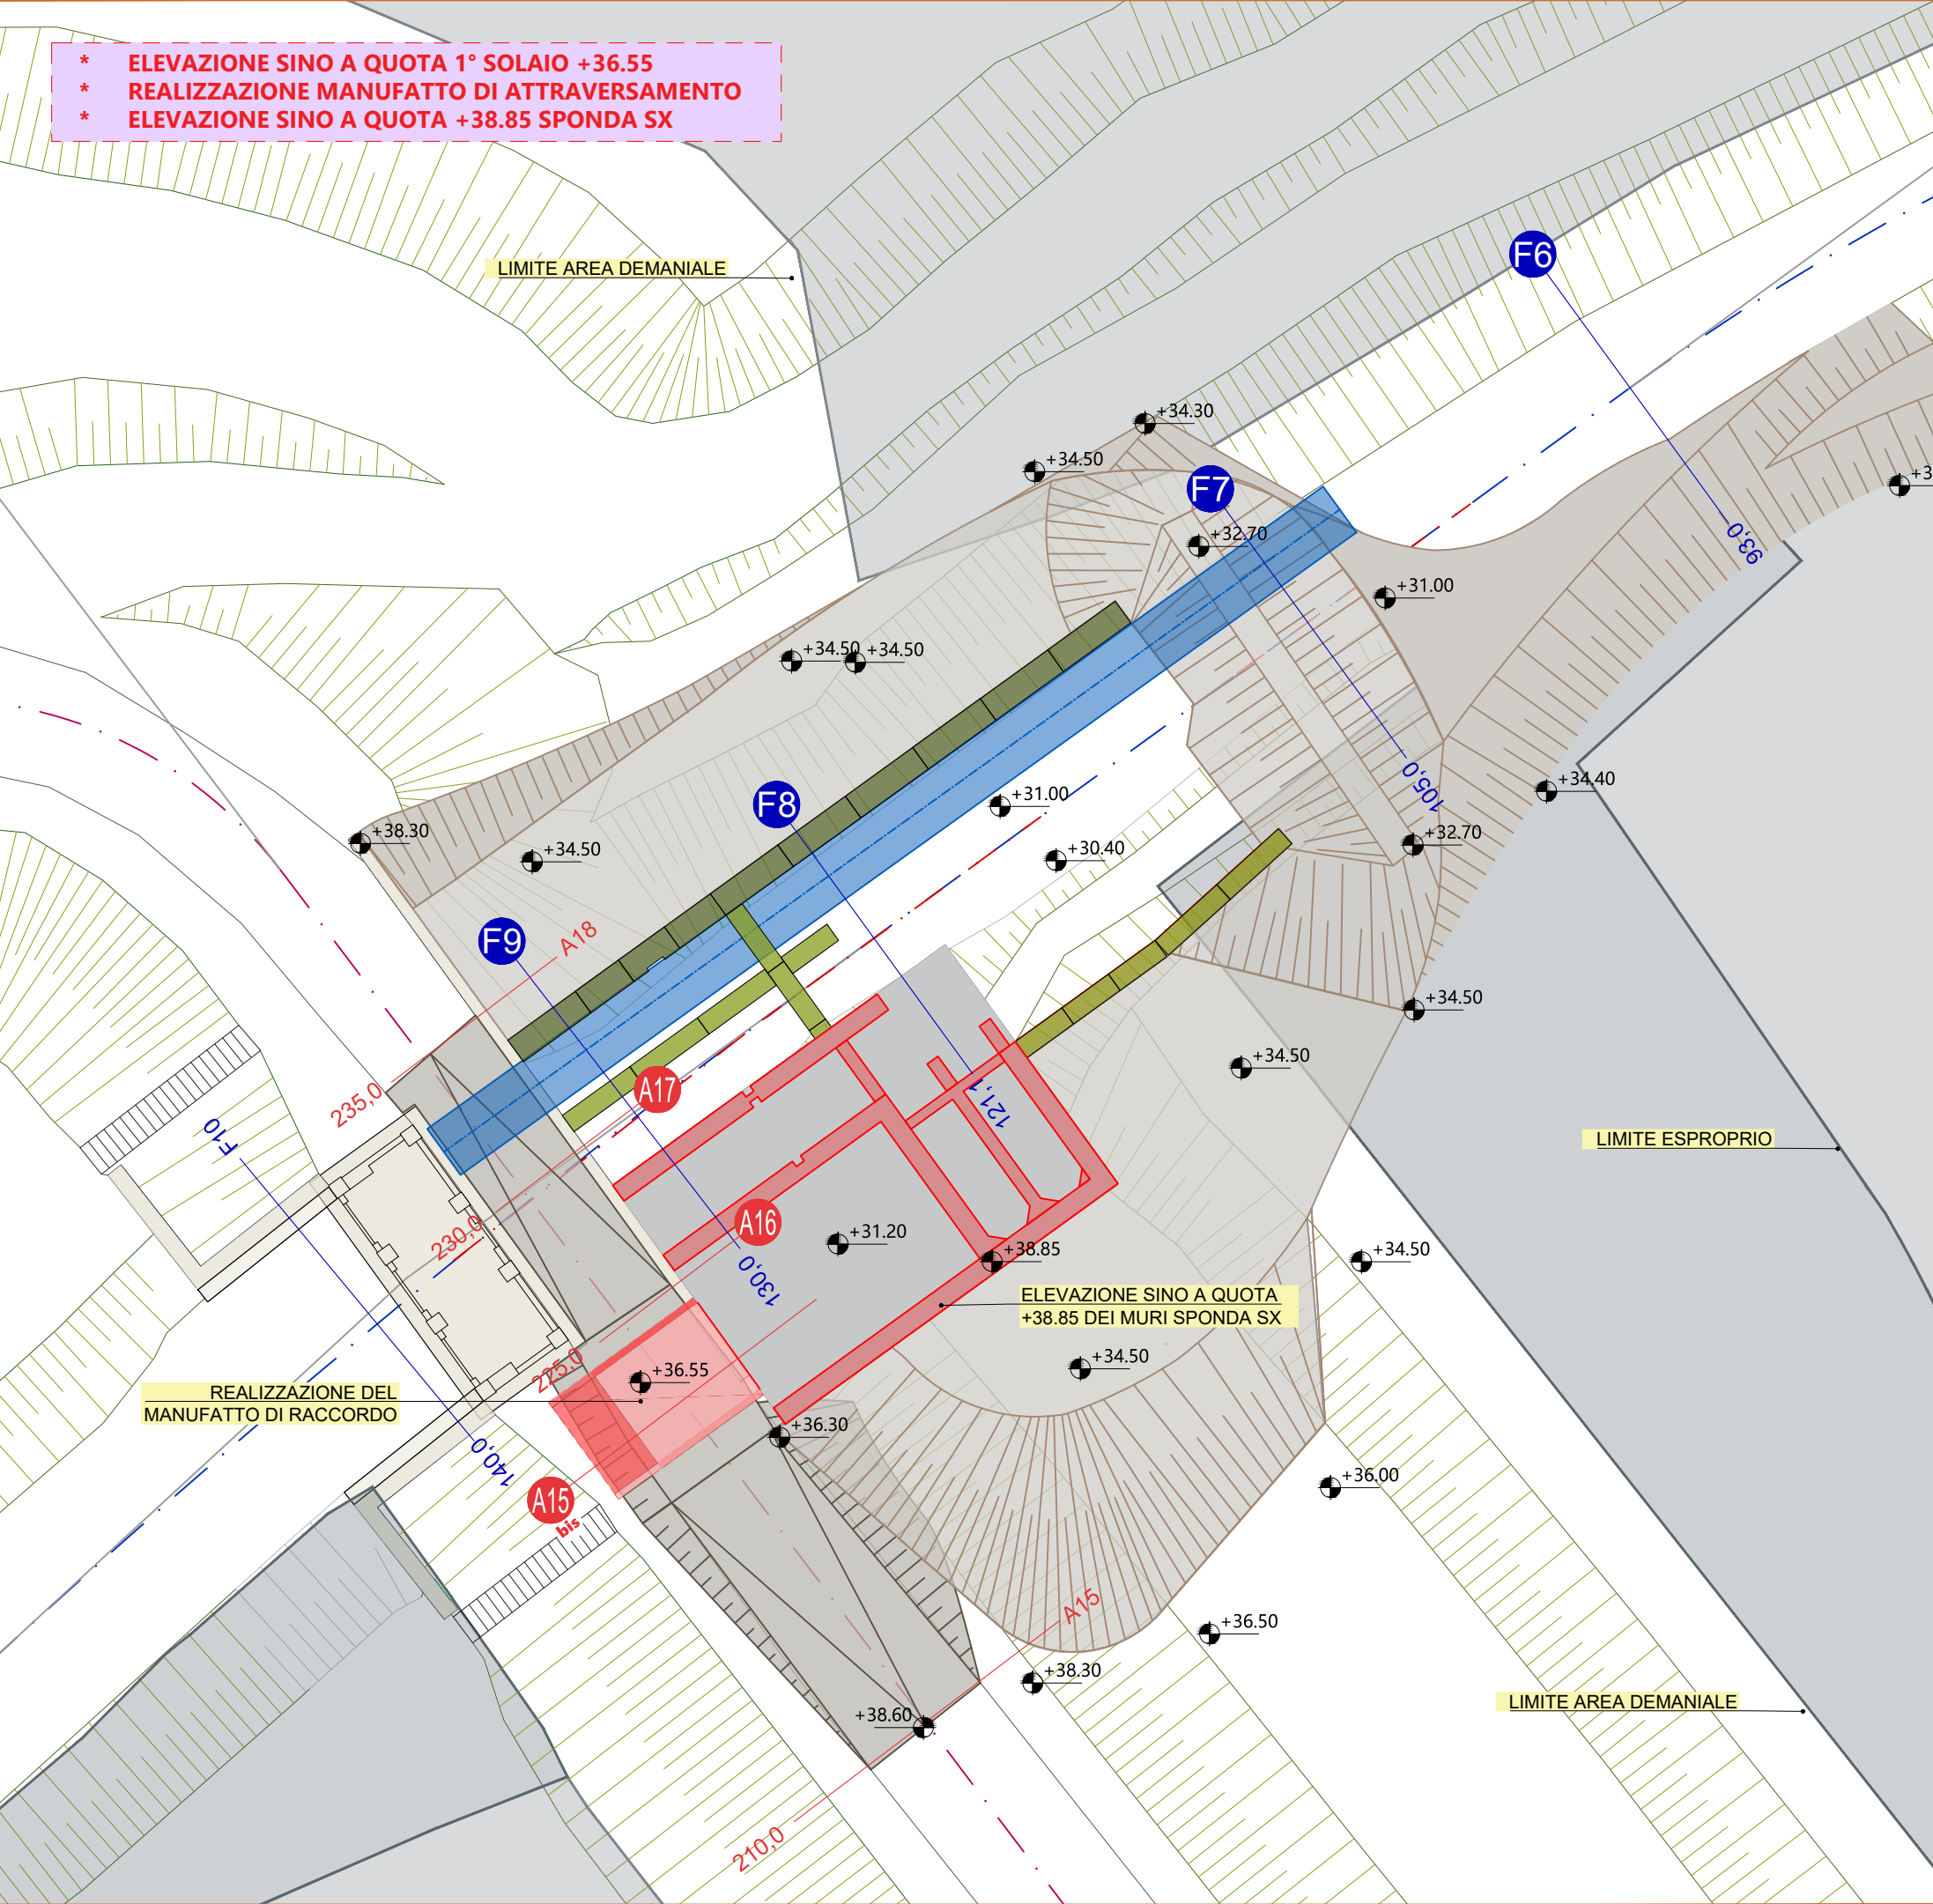 * ELEVAZIONE SINO A QUOTA 1° SOLAIO +36.55
* REALIZZAZIONE MANUFATTO DI ATTRAVERSAMENTO
* ELEVAZIONE SINO A QUOTA +38.85 SPONDA SX
LIMITE AREA DEMANIALE
F6
+34.30
+34.50
F7
+32.70
93,0
+31.00
+34.50
+34.50
105,0
+34.40
F8
+31.00
+38.30
+34.50
+30.40
+32.70
F9
A18
+34.50
+34.50
A17
235,0
121,1
F10
LIMITE ESPROPRIO
A16
230,0
+31.20
+38.85
+34.50
130,0
ELEVAZIONE SINO A QUOTA
+38.85 DEI MURI SPONDA SX
225,0
+36.55
+34.50
REALIZZAZIONE DEL
MANUFATTO DI RACCORDO
+36.30
140,0
+36.00
A15
bis
A15
+36.50
+38.30
LIMITE AREA DEMANIALE
+38.60
210,0